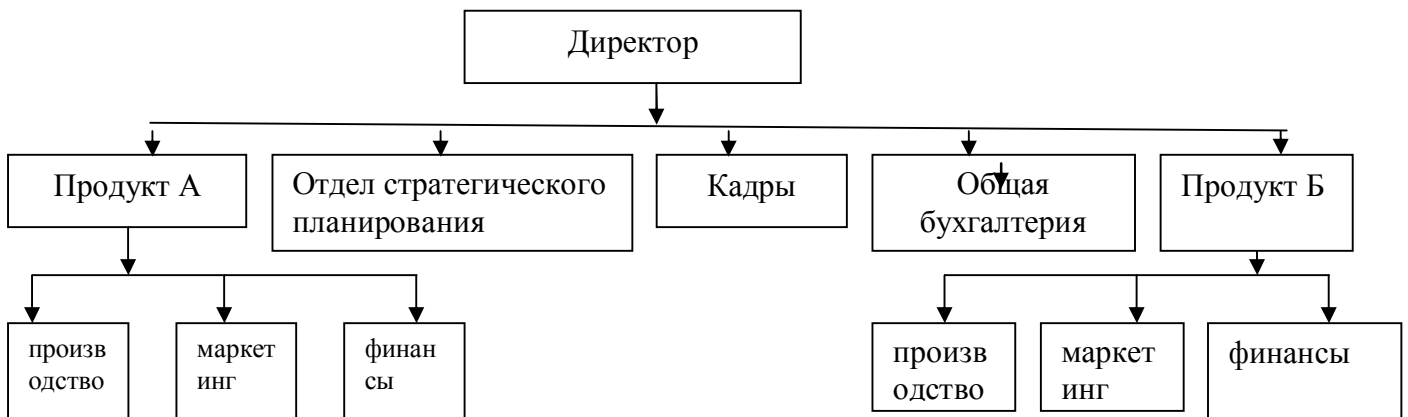 Директор
Продукт А
Отдел стратегического
планирования
Кадры
Общая
бухгалтерия
Продукт Б
произв
одство
маркет
инг
финан
сы
произв
одство
маркет
инг
финансы